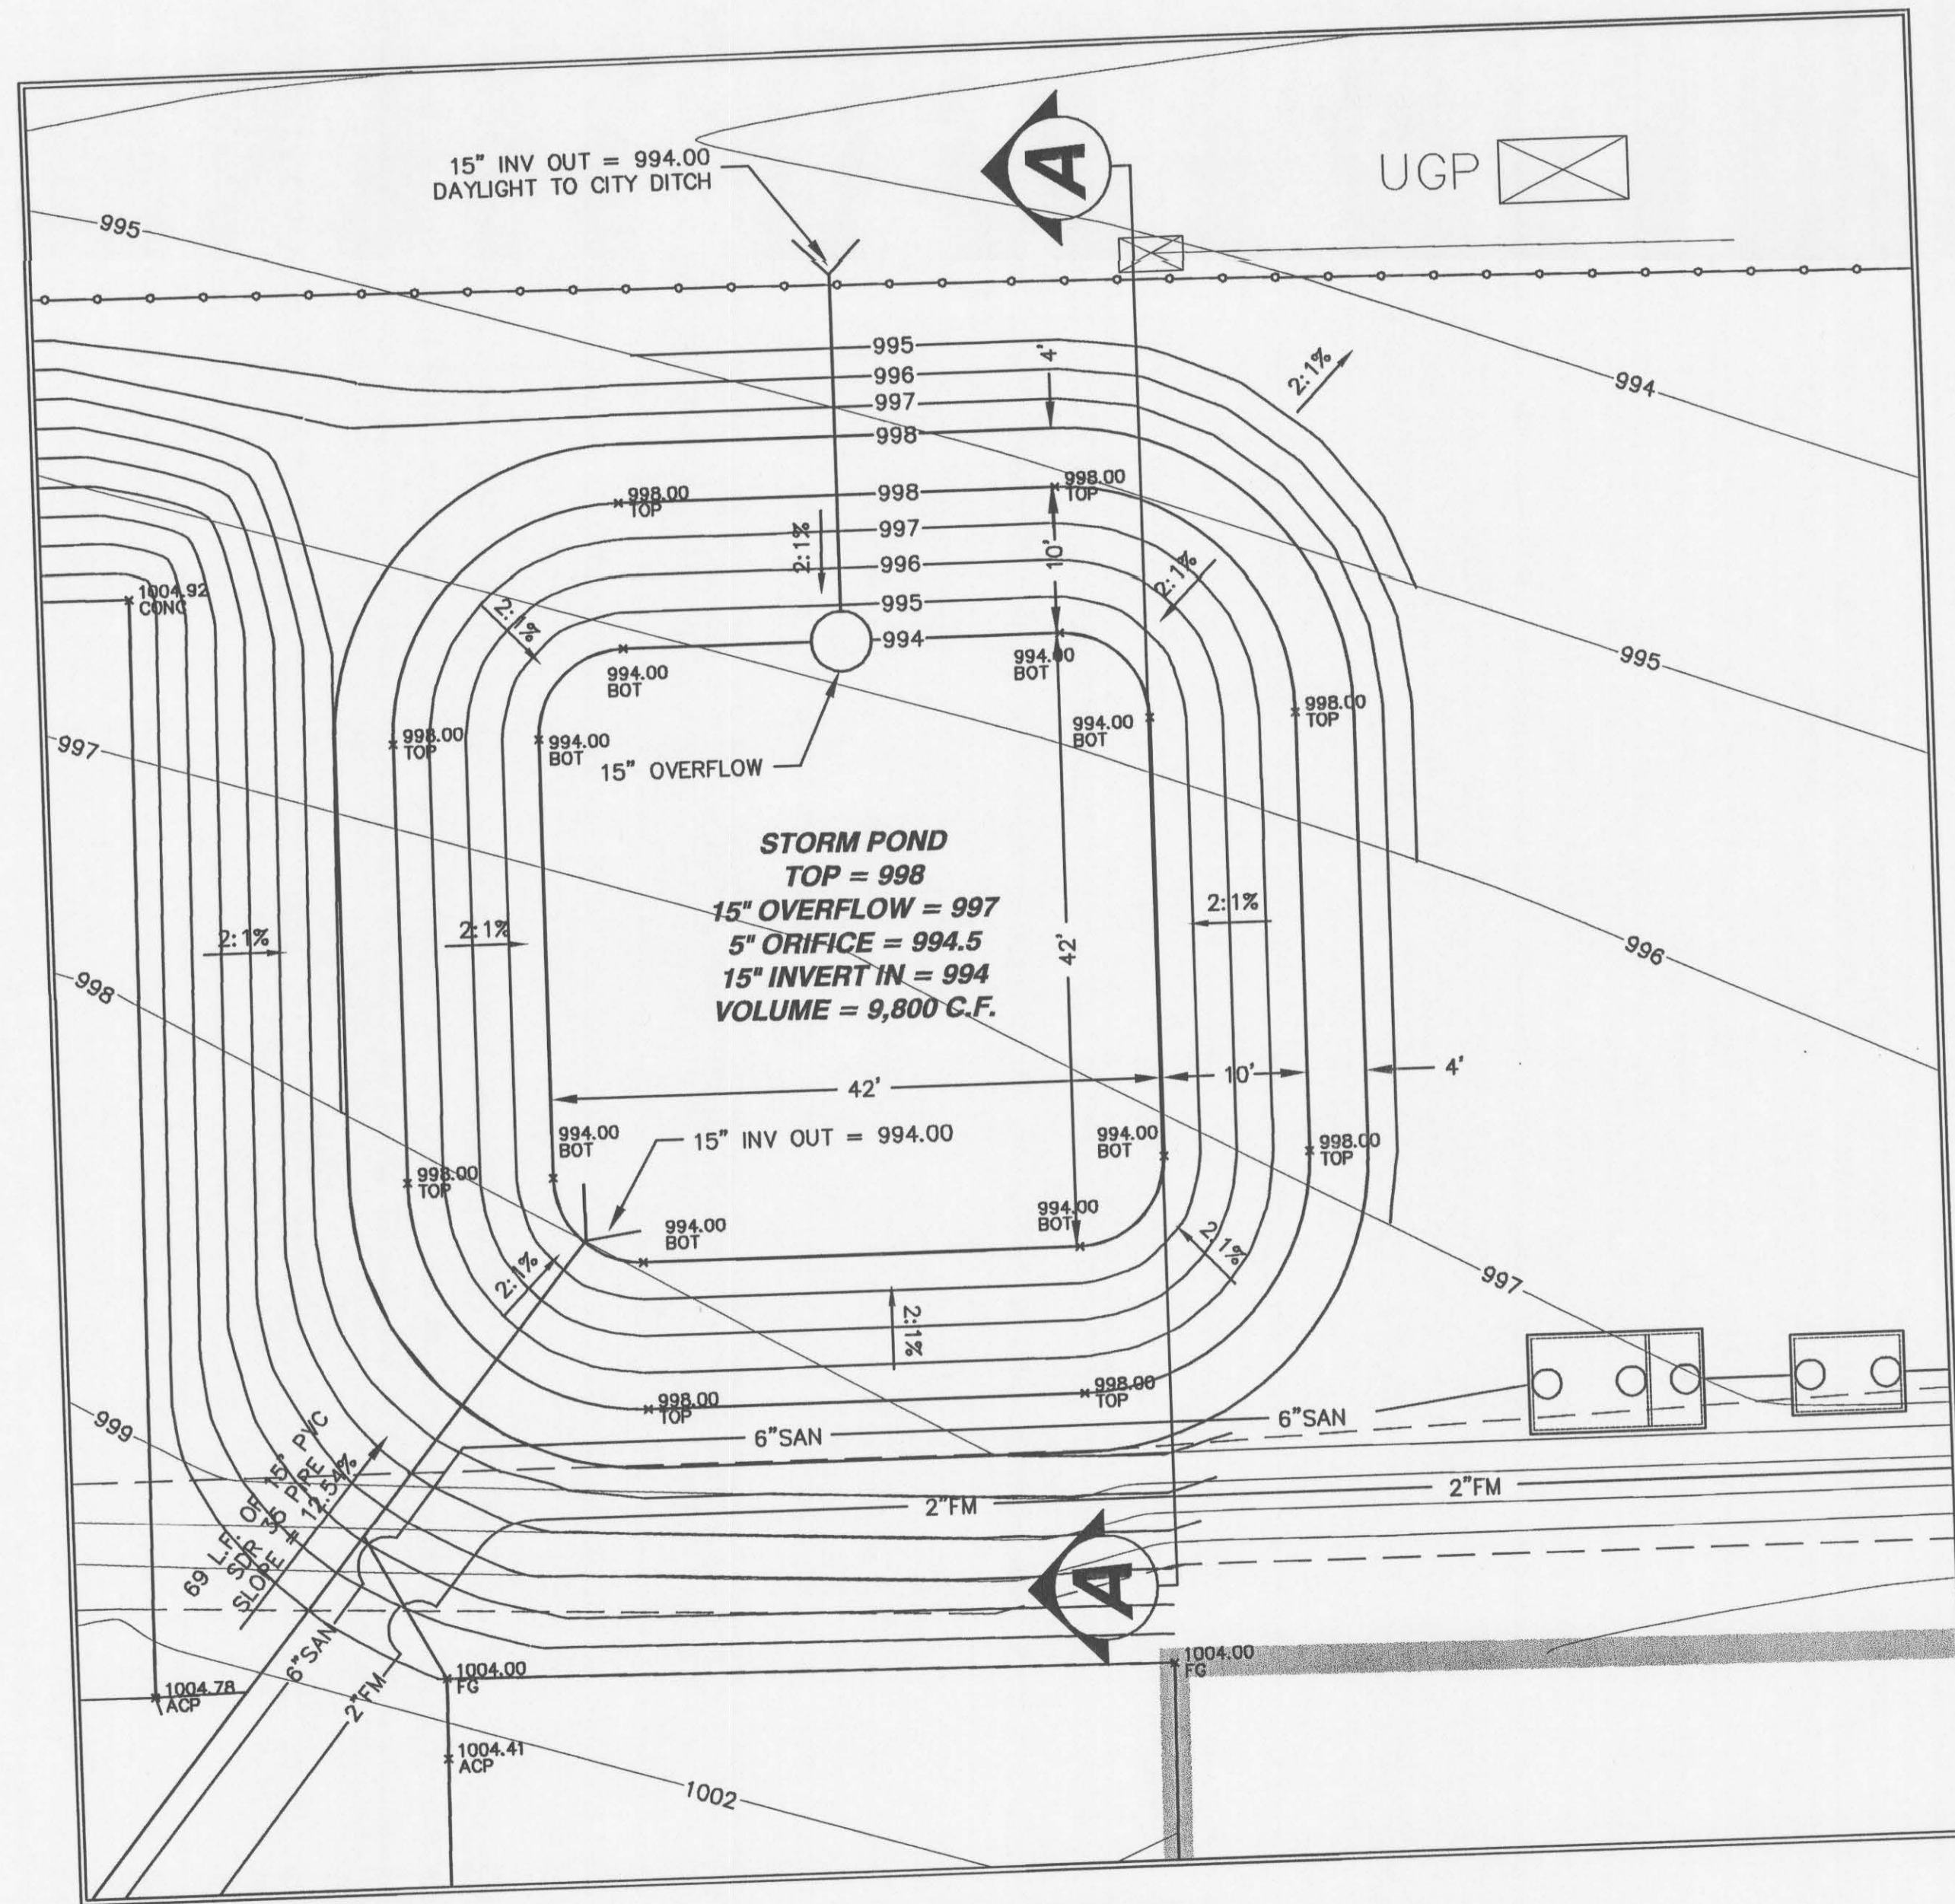 15" INV OUT = 994.00
DAYLIGHT TO CITY DITCH
A
UGP
995
995
996
997
998
4'
2:1%
994
998.00
TOP
998
998.00
TOP
997
996
995
994
2:1%
10'
2:1%
2:1%
1004.92
CONC
994.00
BOT
994.00
BOT
995
998.00
TOP
994.00
BOT
994.00
BOT
998.00
TOP
997
15" OVERFLOW
STORM POND
TOP = 998
15" OVERFLOW = 997
5" ORIFICE = 994.5
15" INVERT IN = 994
VOLUME = 9,800 C.F.
2:1%
2:1%
2:1%
42'
996
998
42'
10'
4'
994.00
BOT
15" INV OUT = 994.00
994.00
BOT
998.00
TOP
998.00
TOP
994.00
BOT
994.00
BOT
2:1%
2:1%
2:1%
997
998.00
TOP
998.00
TOP
999
6"SAN
6"SAN
69 L.F. OF 15" PVC
SDR 35 PIPE
SLOPE = 12.54%
2"FM
2"FM
A
6"SAN
2"FM
1004.00
FG
1004.00
FG
1004.78
ACP
1004.41
ACP
1002